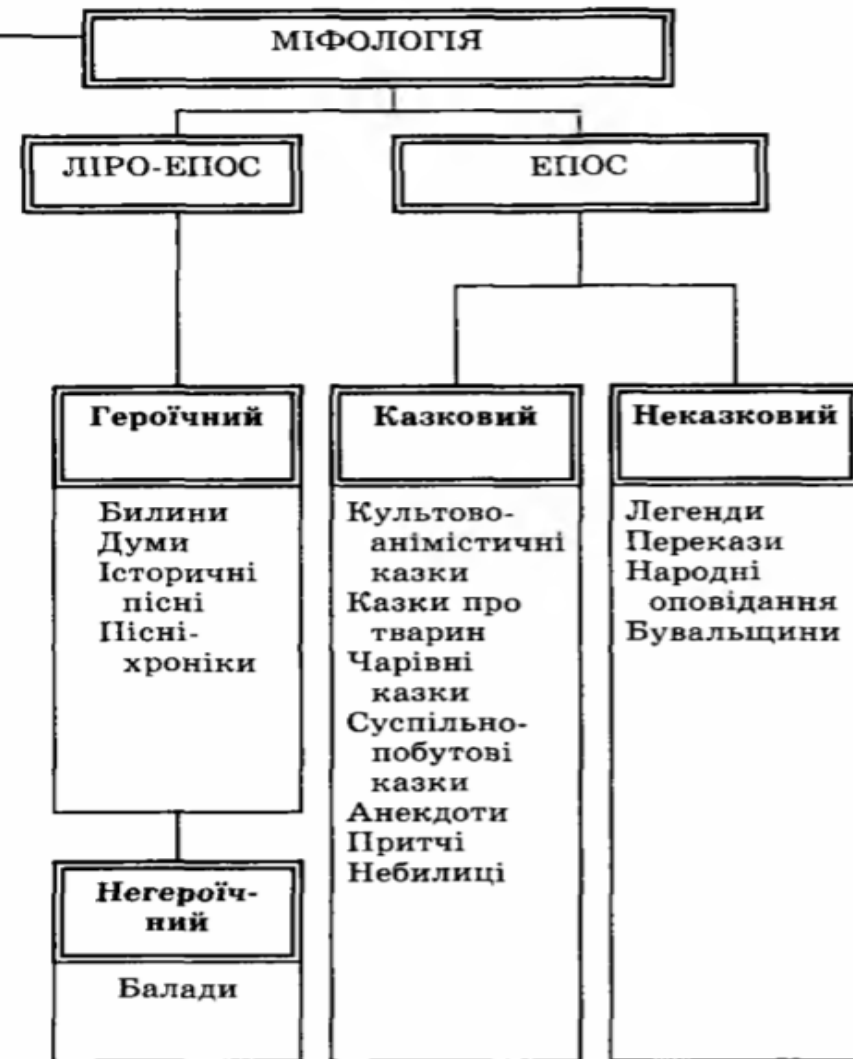 МІФОЛОГІЯ
ЛІРО-ЕПОС
ЕПОС
Героїчний
Билини
Думи
Історичні
пісні
Пісні-
хроніки
Негероїч-
ний
Балади
Казковий
Культово-
анімістичні
казки
Казки про
тварин
Чарівні
казки
Суспільно-
побутові
казки
Анекдоти
Притчі
Небилиці
Неказковий
Легенди
Перекази
Народні
оповідання
Бувальщини